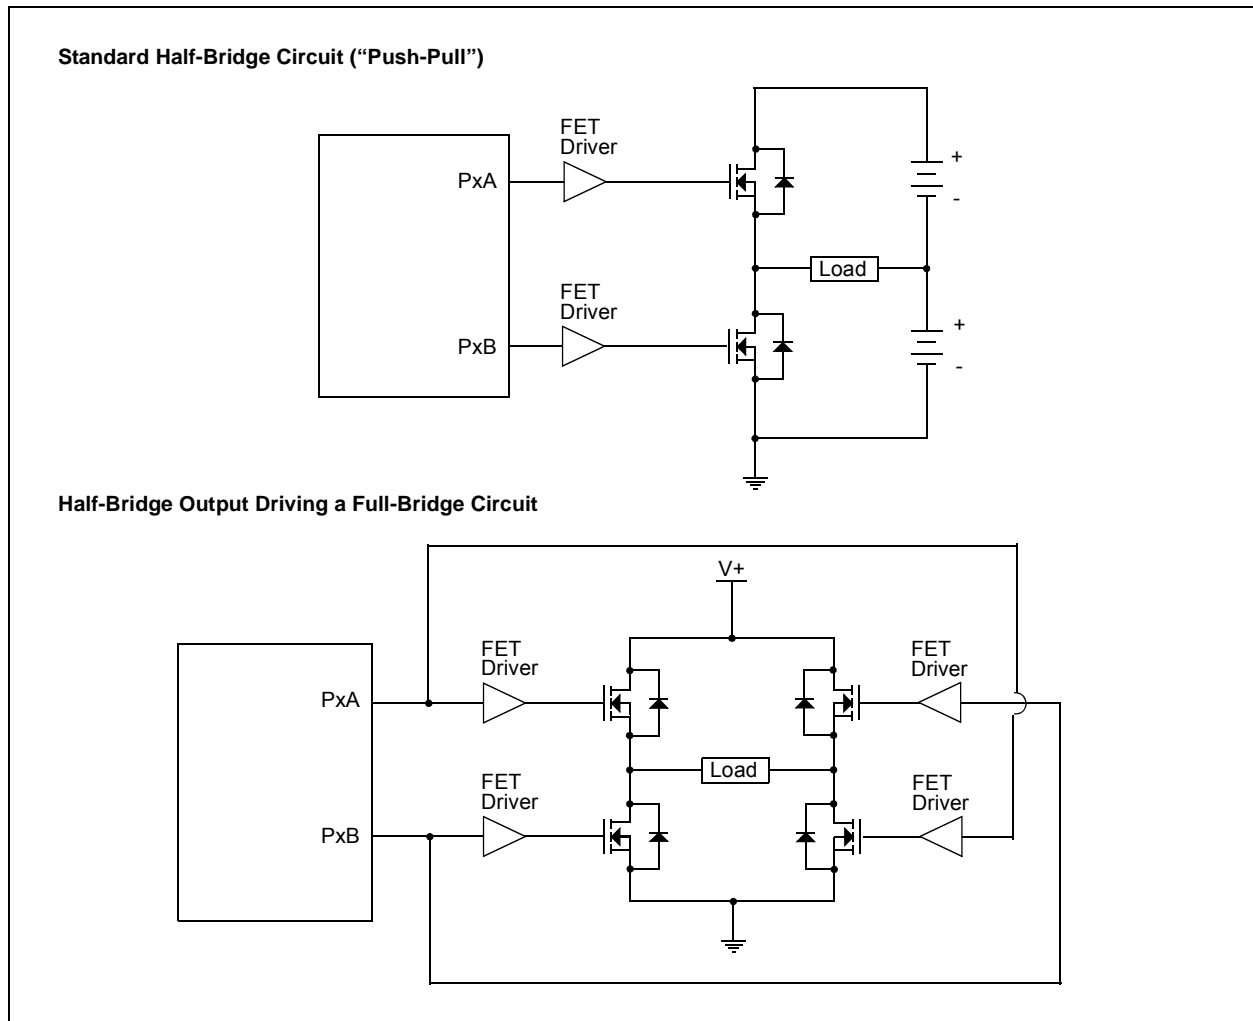 Standard Half-Bridge Circuit (“Push-Pull”)
FET
Driver
PxA
+
-
Load
FET
Driver
PxB
+
-
Half-Bridge Output Driving a Full-Bridge Circuit
V+
FET
Driver
FET
Driver
PxA
Load
FET
Driver
FET
Driver
PxB